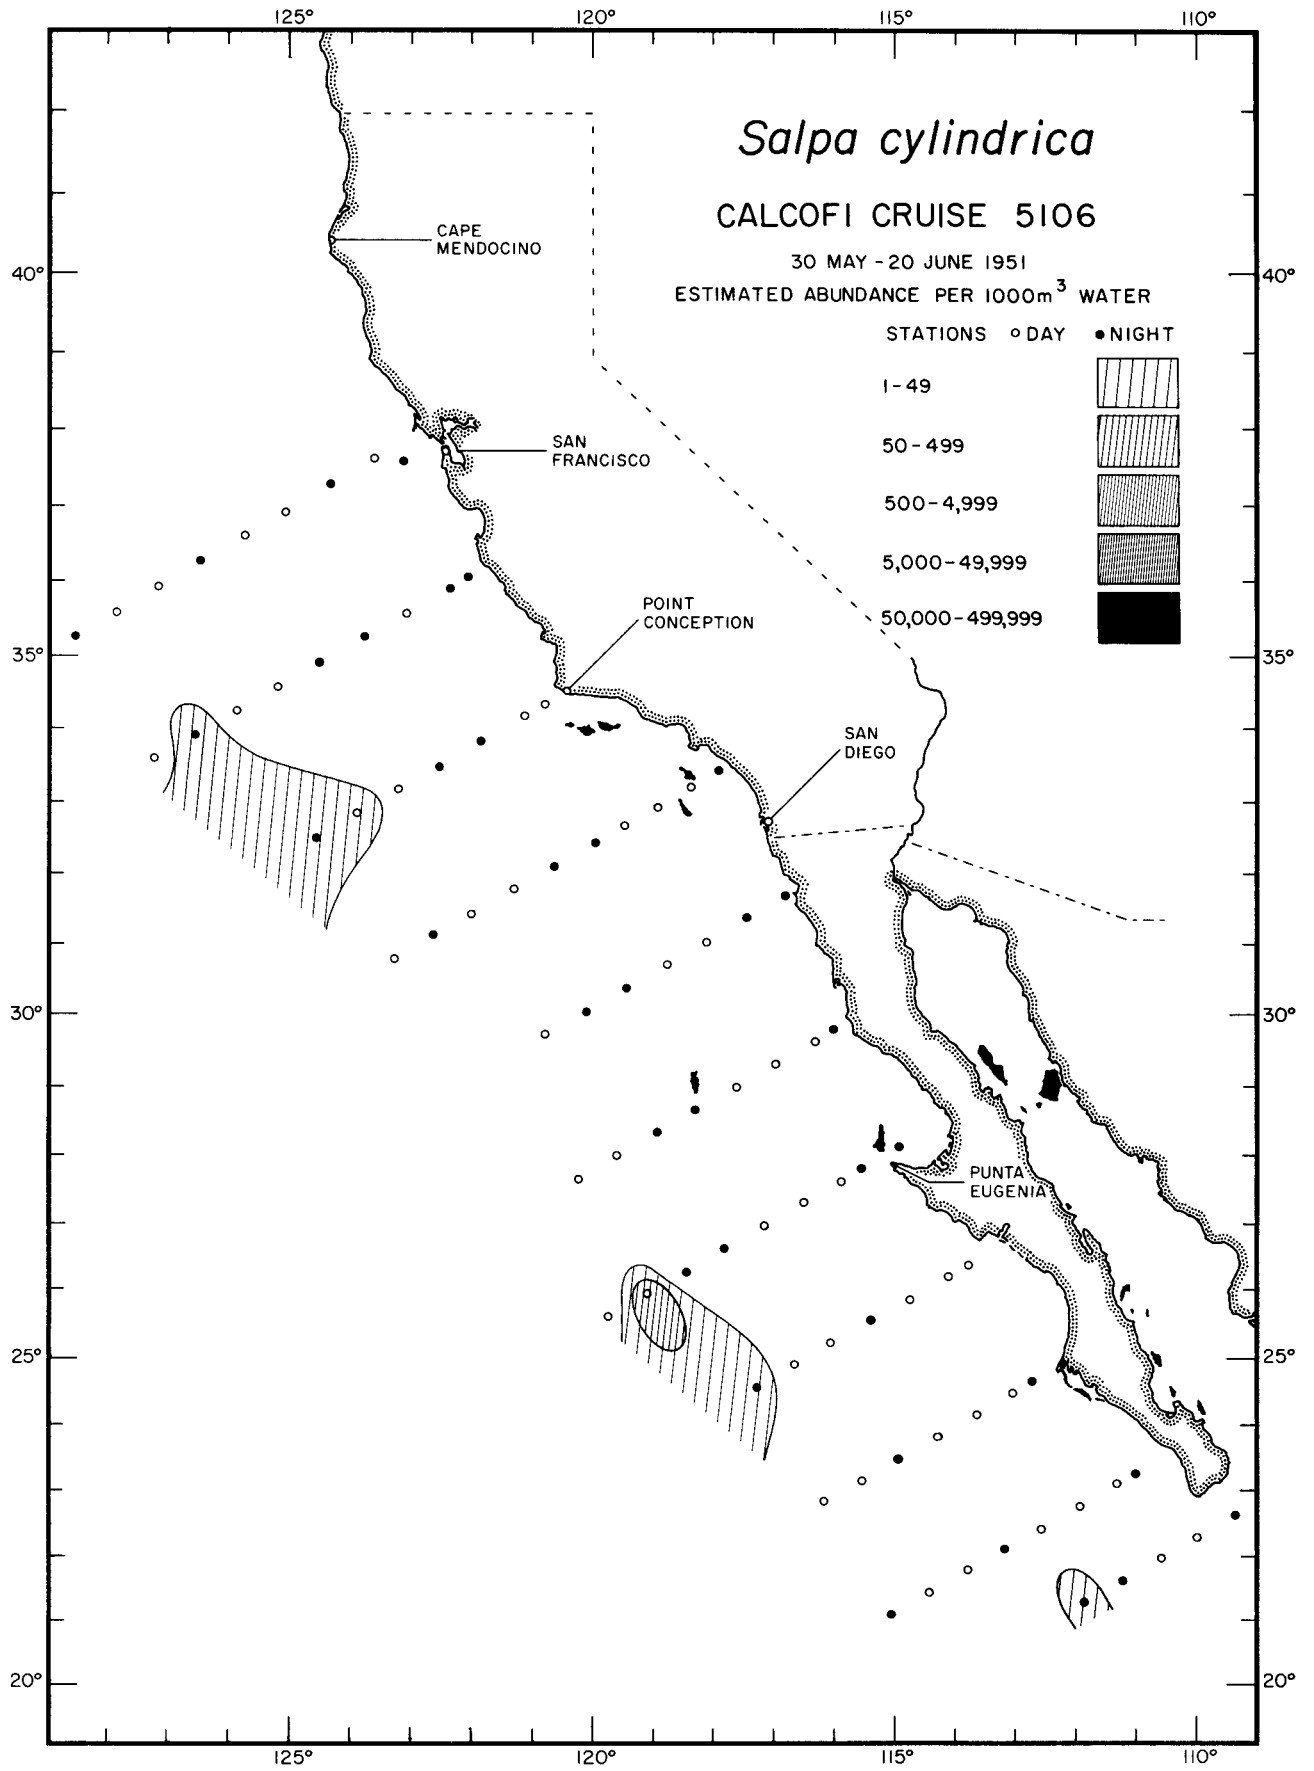 125° 120° 115° 110°
Salpa cylindrica
CALCOFI CRUISE 5106
30 MAY - 20 JUNE 1951
ESTIMATED ABUNDANCE PER 1000m³ WATER
STATIONS ○ DAY ● NIGHT
1-49
50-499
500-4,999
5,000-49,999
50,000-499,999
CAPE
MENDOCINO
40° 40°
SAN
FRANCISCO
POINT
CONCEPTION
35° 35°
SAN
DIEGO
30° 30°
PUNTA
EUGENIA
25° 25°
20° 20°
125° 120° 115° 110°